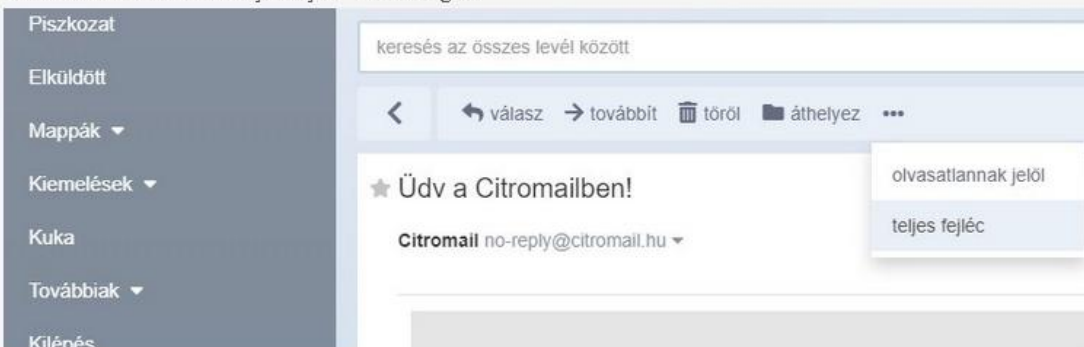 Piszkozat
Elküldött
Mappák
Kiemelések
Kuka
Továbbiak
Kilépés
keresés az összes levél között
válasz továbbít töröl áthelyez •••
olvasatlannak jelöl
teljes fejléc
Üdv a Citromailben!
Citromail no-reply@citromail.hu